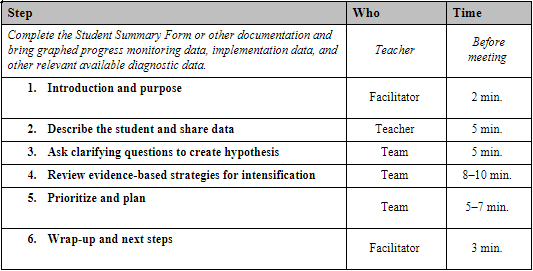 Step Who Time
Complete the Student Summary Form or other documentation and
bring graphed progress monitoring data, implementation data, and
other relevant available diagnostic data.
Teacher
Before
meeting
1. Introduction and purpose
Facilitator 2 min.
2. Describe the student and share data Teacher 5 min.
3. Ask clarifying questions to create hypothesis Team 5 min.
4. Review evidence-based strategies for intensification Team 8–10 min.
5. Prioritize and plan
Team 5–7 min.
6. Wrap-up and next steps
Facilitator 3 min.